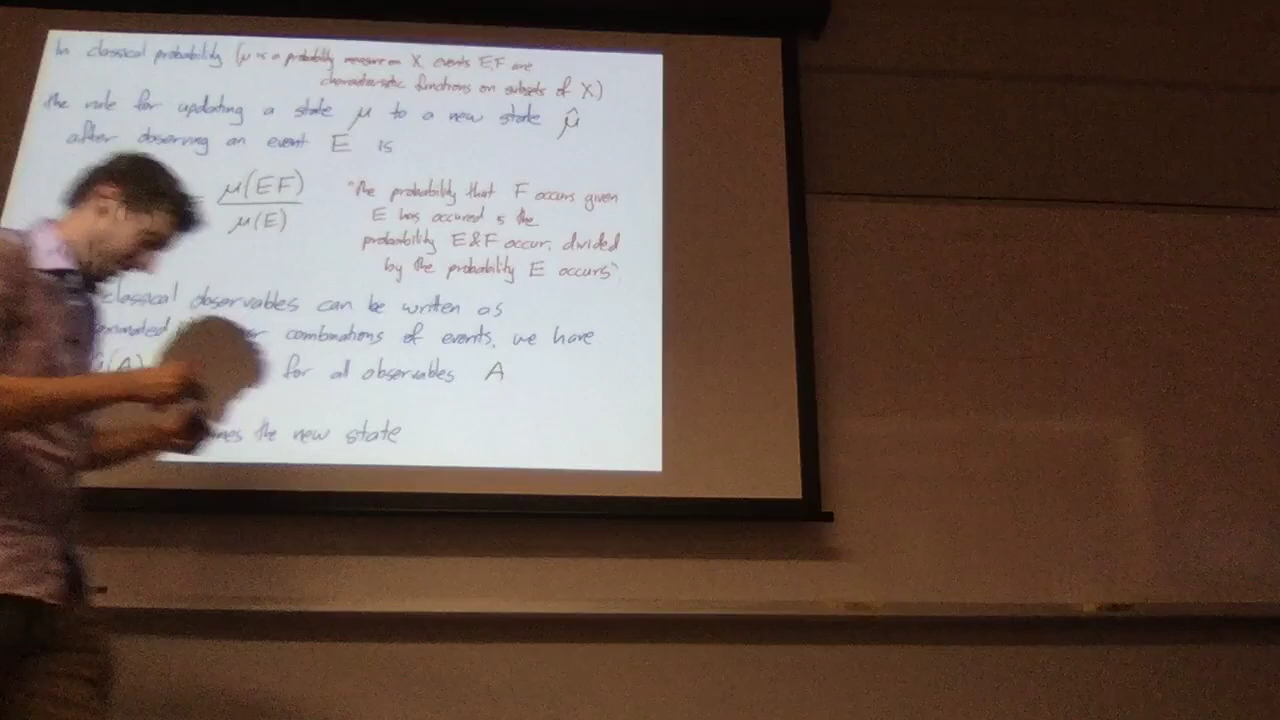 In classical probability (μ is a probability measure on X, events E,F are
characteristic functions on subsets of X)
the rule for updating a state μ to a new state μ̂
after observing an event E is
= μ(EF) / μ(E)
"the probability that F occurs given
E has occured is the
probability E&F occur, divided
by the probability E occurs",
classical observables can be written as
combinations of events, we have
(A) for all observables A
the new state